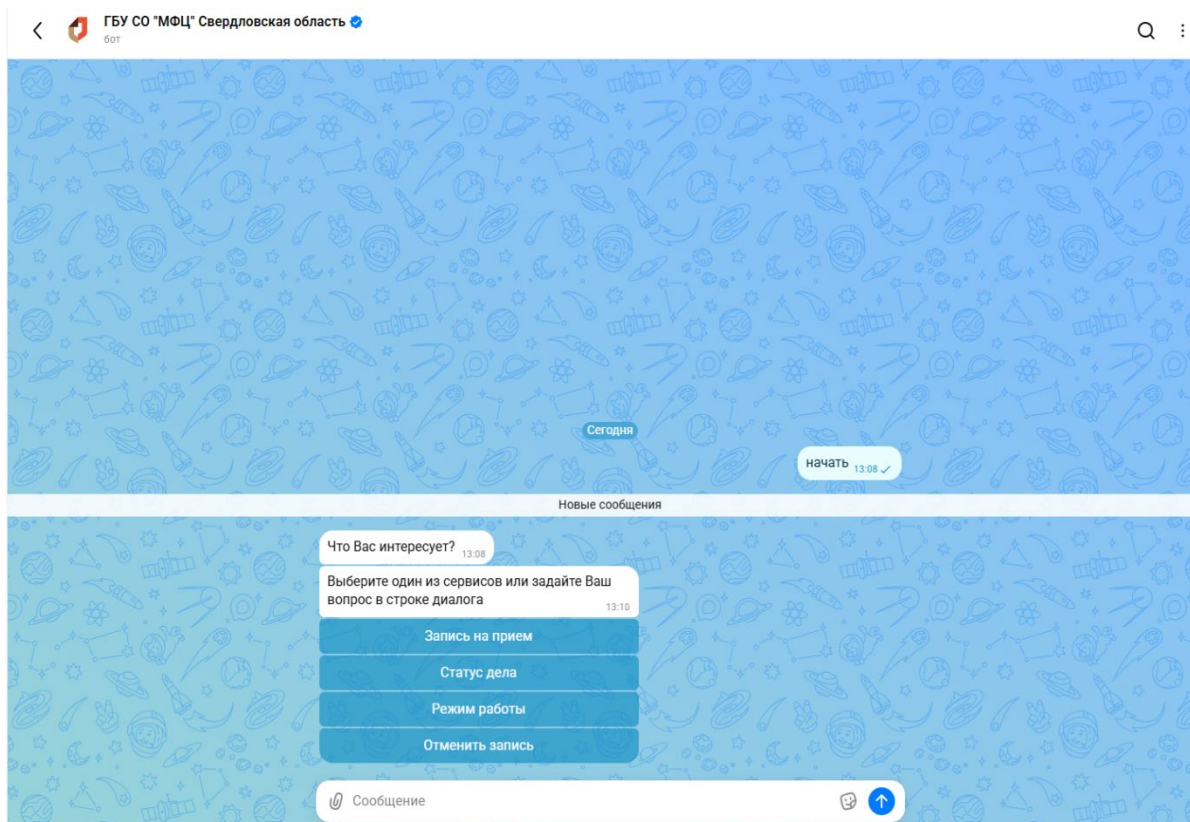 ГБУ СО "МФЦ" Свердловская область
бот
Сегодня
начать 13:08
Новые сообщения
Что Вас интересует? 13:08
Выберите один из сервисов или задайте Ваш
вопрос в строке диалога 13:10
Запись на прием
Статус дела
Режим работы
Отменить запись
Сообщение